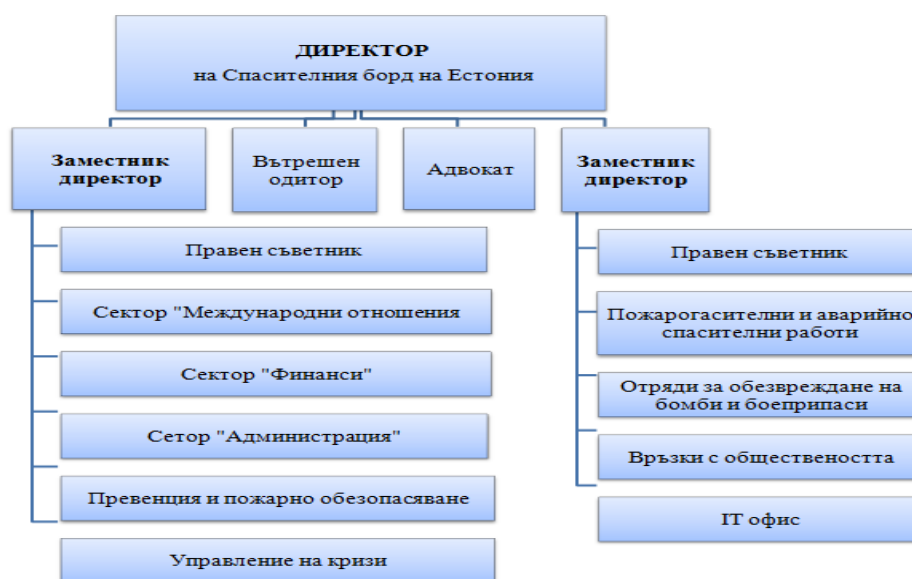 ДИРЕКТОР
на Спасителния борд на Естония
Заместник
директор
Вътрешен
одитор
Адвокат
Заместник
директор
Правен съветник
Сектор "Международни отношения
Сектор "Финанси"
Сетор "Администрация"
Превенция и пожарно обезопасяване
Управление на кризи
Правен съветник
Пожарогасителни и аварийно
спасителни работи
Отряди за обезвреждане на
бомби и боеприпаси
Връзки с обществеността
IT офис